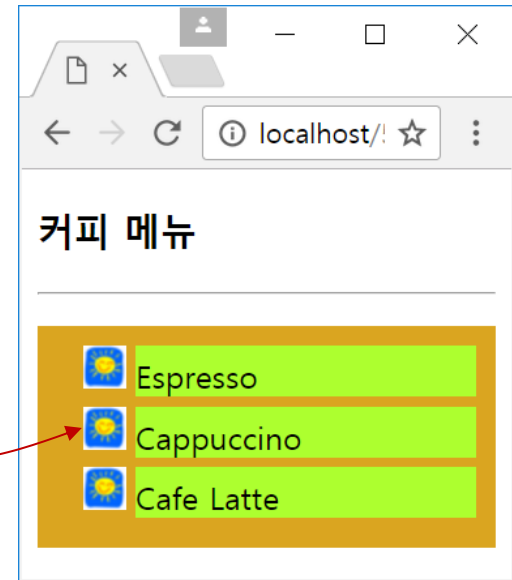 localhost/!
커피 메뉴
Espresso
Cappuccino
Cafe Latte